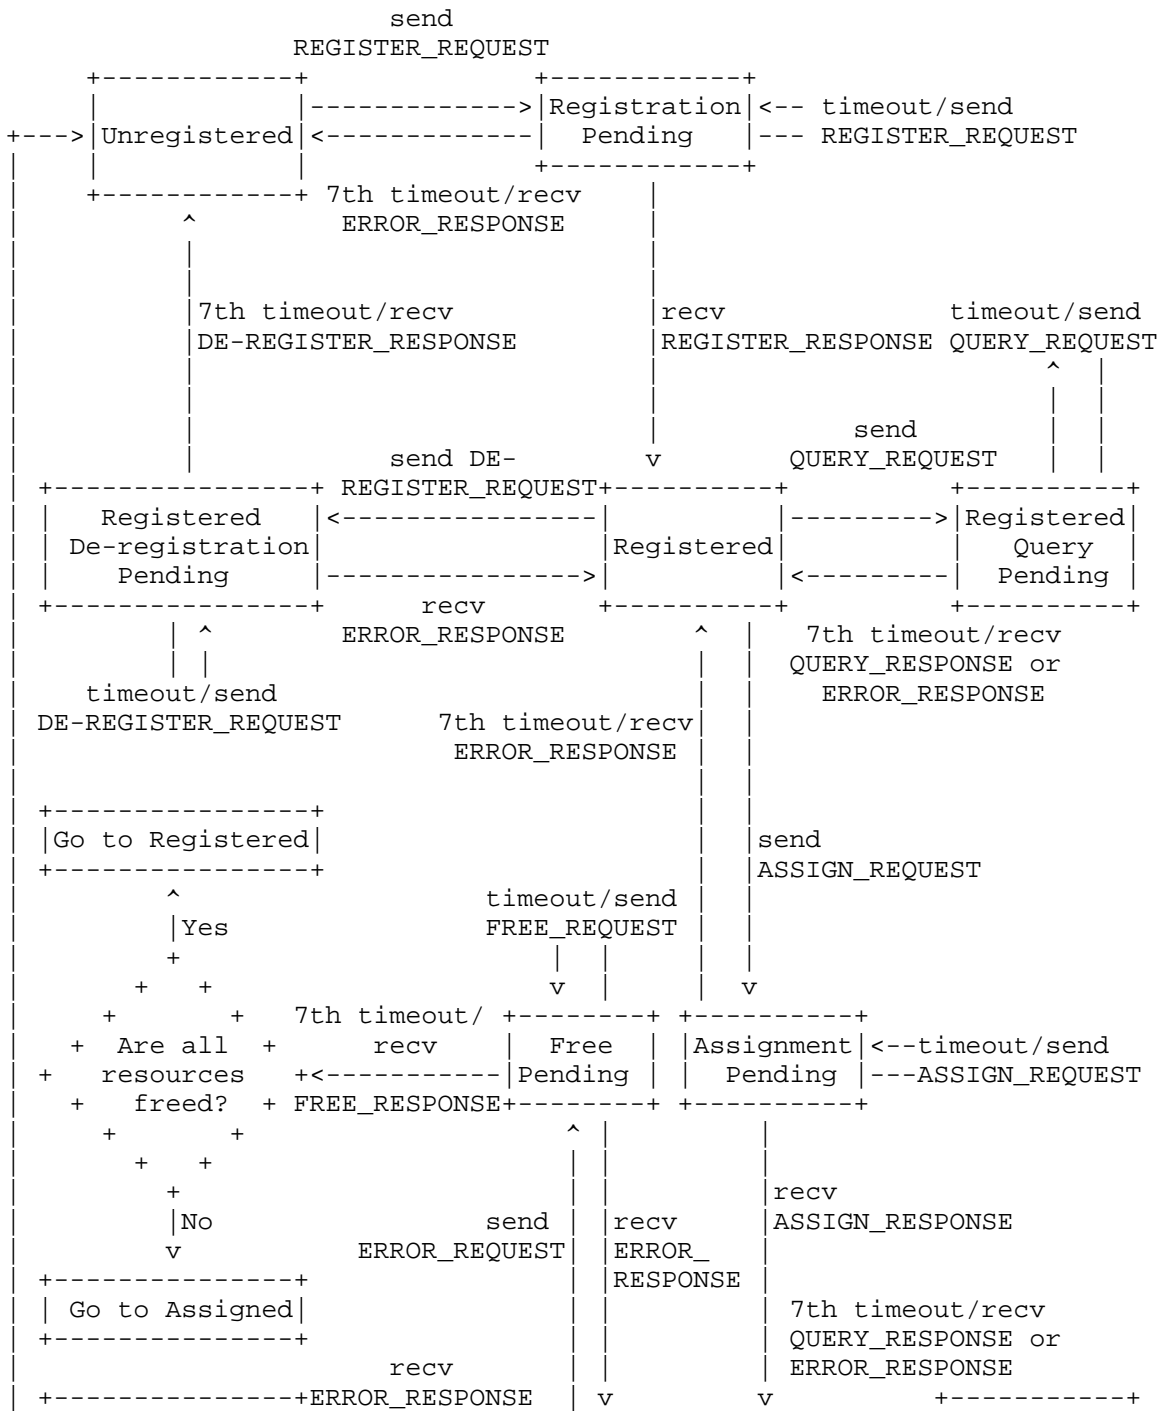 send
REGISTER_REQUEST
Registration <-- timeout/send
Unregistered Pending --- REGISTER_REQUEST
7th timeout/recv
ERROR_RESPONSE
7th timeout/recv recv timeout/send
DE-REGISTER_RESPONSE REGISTER_RESPONSE QUERY_REQUEST
send
send DE- QUERY_REQUEST
REGISTER_REQUEST
Registered Registered
De-registration Registered Query
Pending Pending
recv
ERROR_RESPONSE 7th timeout/recv
QUERY_RESPONSE or
timeout/send ERROR_RESPONSE
DE-REGISTER_REQUEST 7th timeout/recv
ERROR_RESPONSE
Go to Registered send
ASSIGN_REQUEST
timeout/send
Yes FREE_REQUEST
7th timeout/
Are all recv Free Assignment <--timeout/send
resources Pending Pending ---ASSIGN_REQUEST
freed? FREE_RESPONSE
recv
No send recv ASSIGN_RESPONSE
ERROR_REQUEST ERROR_
RESPONSE
Go to Assigned 7th timeout/recv
QUERY_RESPONSE or
recv ERROR_RESPONSE
ERROR_RESPONSE